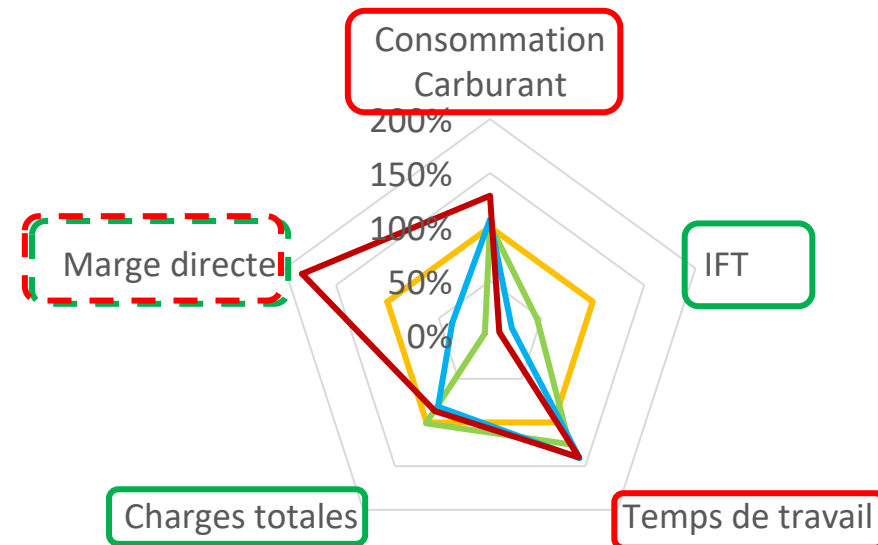 Consommation
Carburant
200%
150%
100%
50%
0%
Marge directe
IFT
Charges totales
Temps de travail